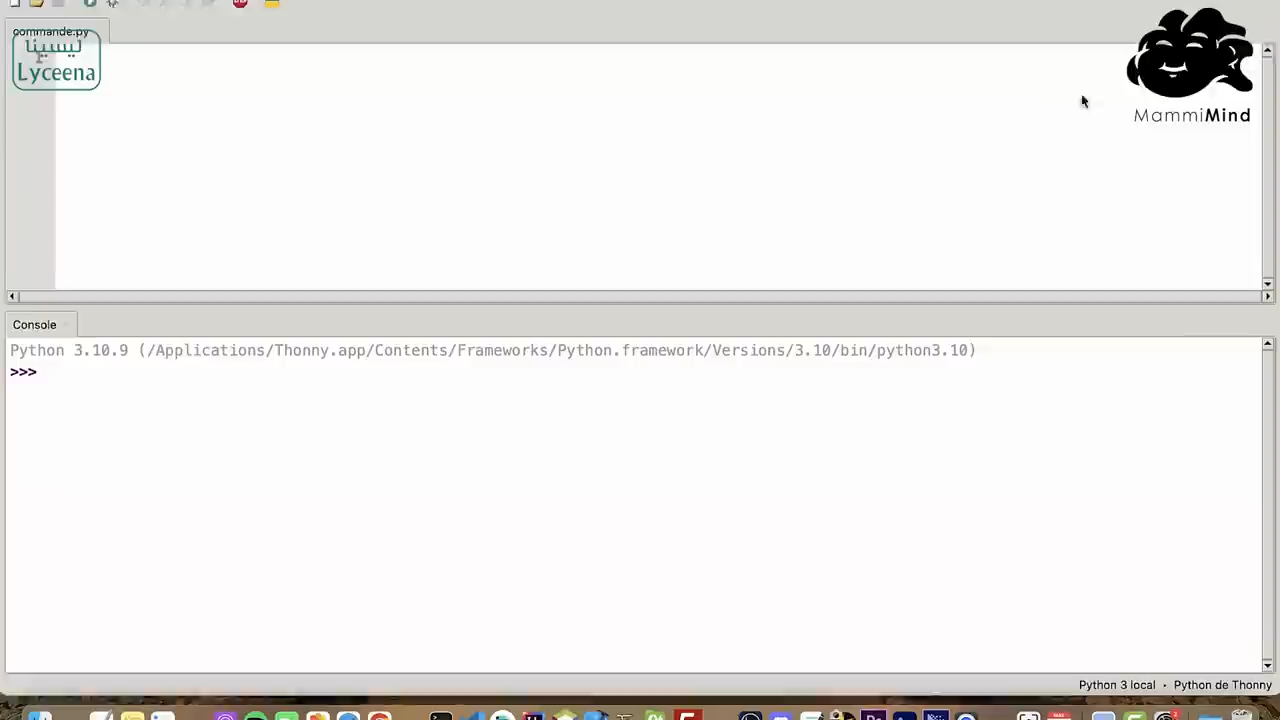 commande.py
ليسينا
Lyceena
MammiMind
Console
Python 3.10.9 (/Applications/Thonny.app/Contents/Frameworks/Python.framework/Versions/3.10/bin/python3.10)
>>>
Python 3 local • Python de Thonny